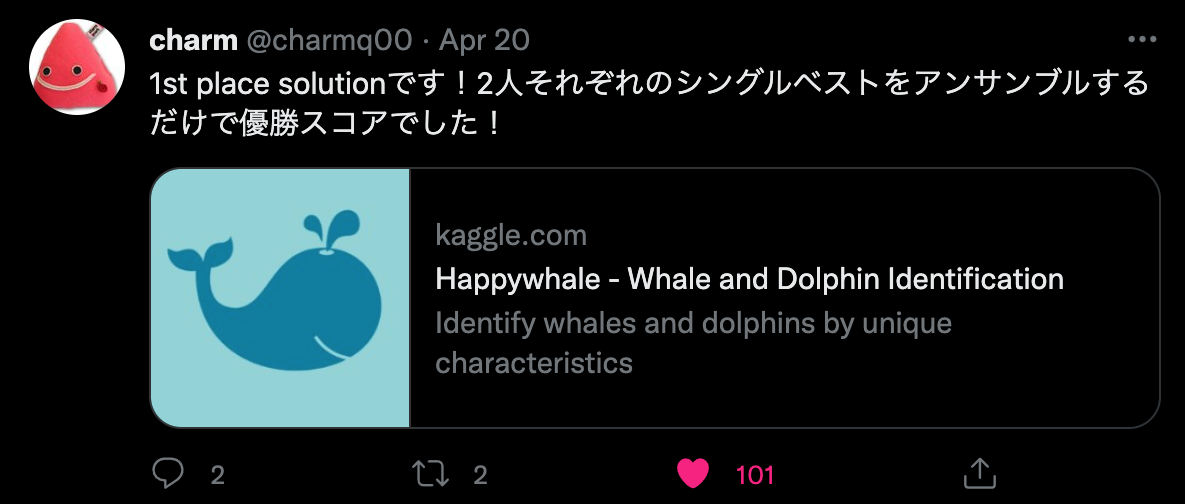 charm @charmq00 · Apr 20
1st place solutionです！2人それぞれのシングルベストをアンサンブルする
だけで優勝スコアでした！
kaggle.com
Happywhale - Whale and Dolphin Identification
Identify whales and dolphins by unique
characteristics
2 2 101